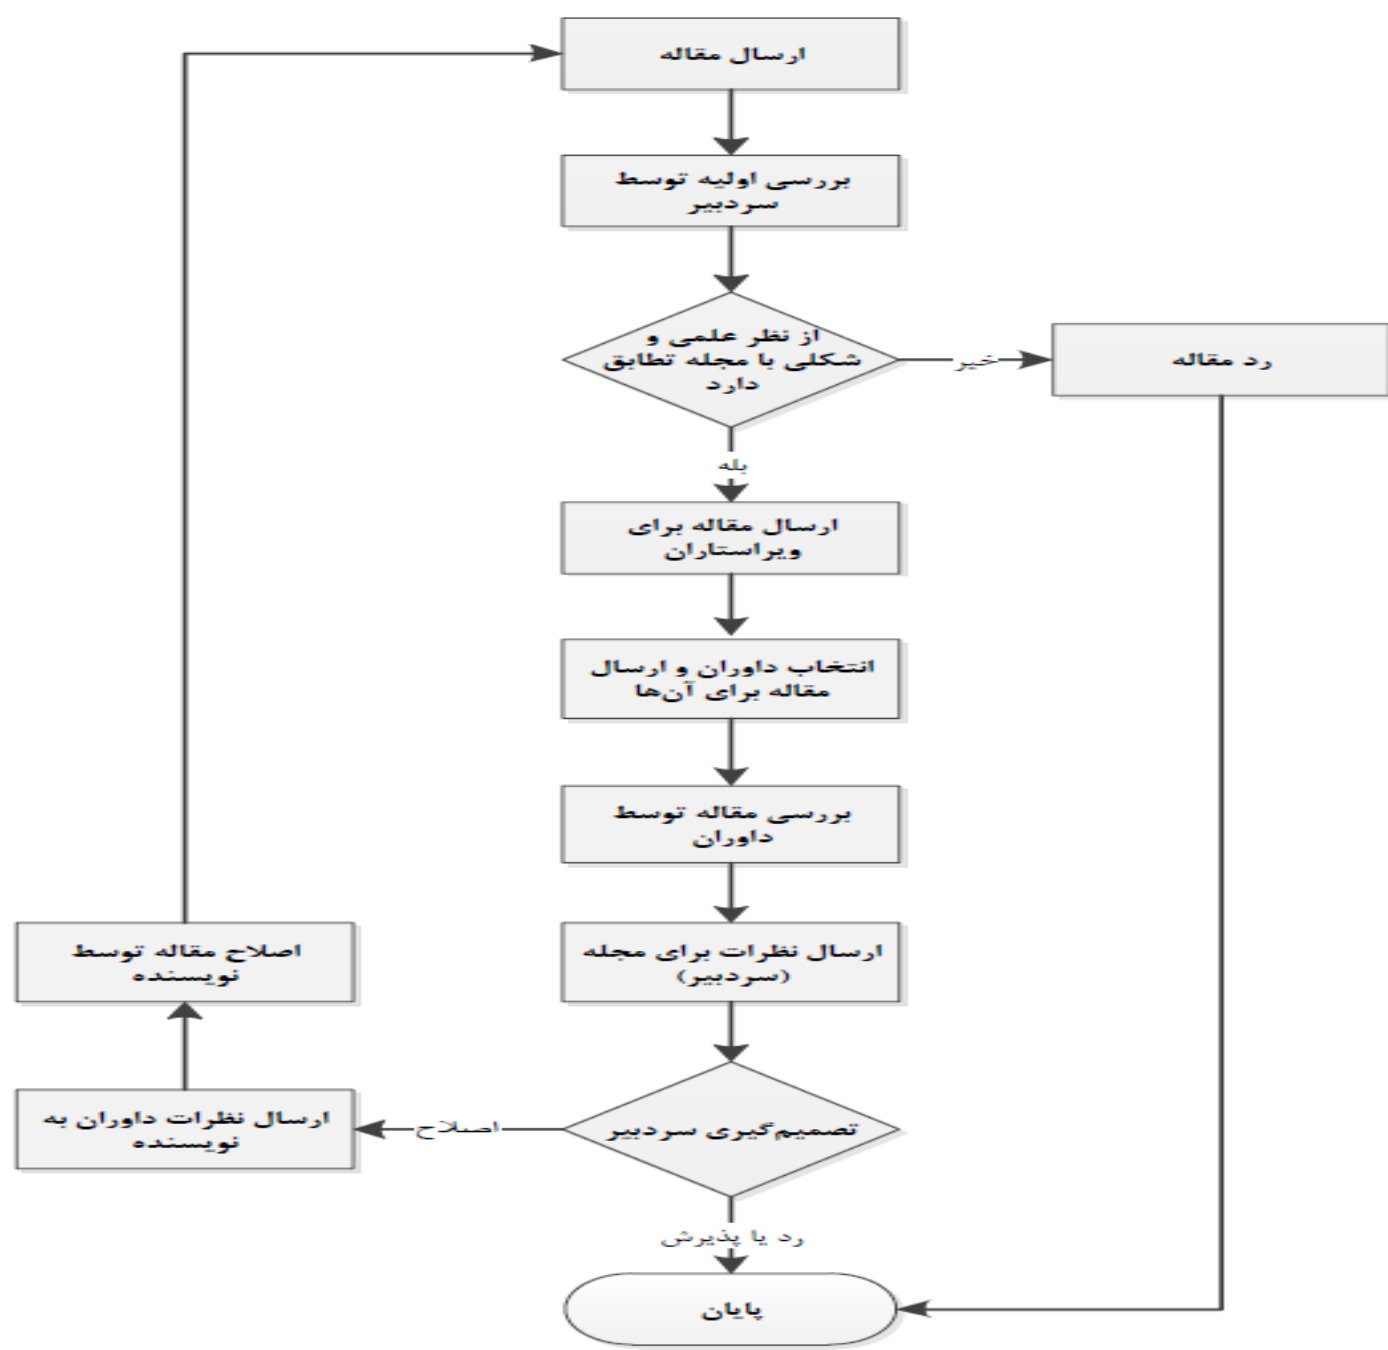 ارسال مقاله
بررسی اولیه توسط
سردبیر
از نظر علمی و
شکلی با مجله تطابق
دارد
خیر
رد مقاله
بله
ارسال مقاله برای
ویراستاران
انتخاب داوران و ارسال
مقاله برای آن‌ها
بررسی مقاله توسط
داوران
ارسال نظرات برای مجله
(سردبیر)
تصمیم‌گیری سردبیر
اصلاح
ارسال نظرات داوران به
نویسنده
اصلاح مقاله توسط
نویسنده
رد یا پذیرش
پایان